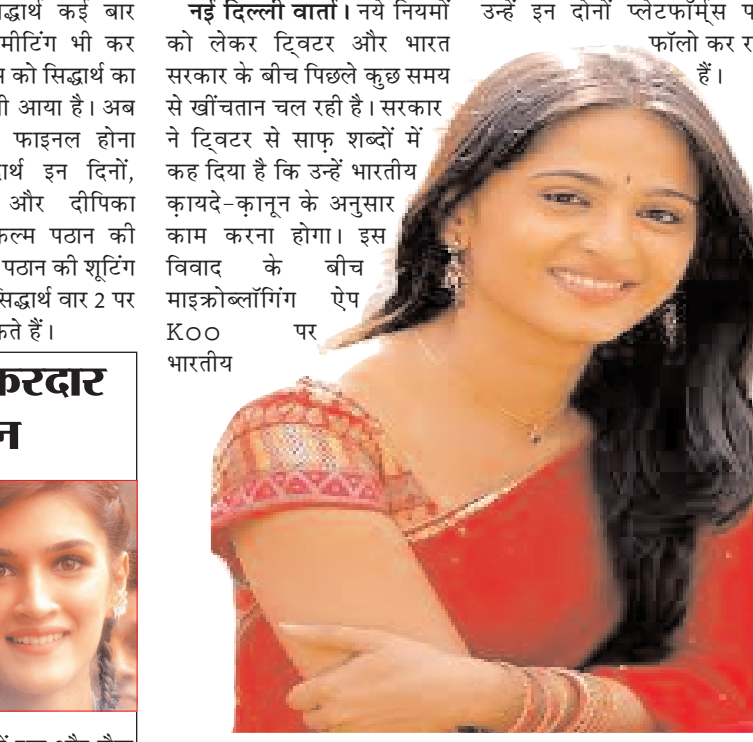 द्धार्थ कई बार
मीटिंग भी कर
को सिद्धार्थ का
आया है। अब
फाइनल होना
इन दिनों,
और दीपिका
पठान की
पठान की शूटिंग
सिद्धार्थ वार 2 पर
हैं।
करदार
न
नई दिल्ली वार्ता। नये नियमों
को लेकर ट्विटर और भारत
सरकार के बीच पिछले कुछ समय
से खींचतान चल रही है। सरकार
ने ट्विटर से साफ़ शब्दों में
कह दिया है कि उन्हें भारतीय
क़ायदे-क़ानून के अनुसार
काम करना होगा। इस
विवाद के बीच
माइक्रोब्लॉगिंग ऐप
Koo पर
भारतीय
उन्हें इन दोनों प्लेटफॉर्म्स प
फॉलो कर र
हैं।